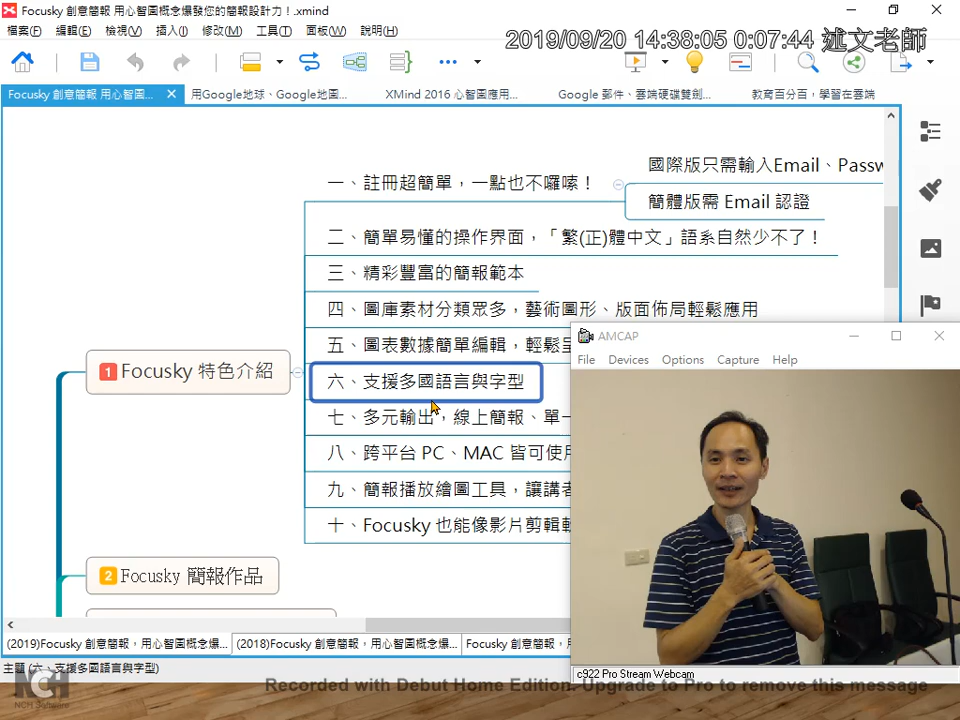 Focusky 創意簡報 用心智圖概念爆發您的簡報設計力！.xmind
檔案(F) 編輯(E) 檢視(V) 插入(I) 修改(M) 工具(T) 面板(W) 說明(H)
2019/09/20 14:38:05 0:07:44 述文老師
Focusky 創意簡報 用心智圖... 用Google地球、Google地圖... XMind 2016 心智圖應用... Google 郵件、雲端硬碟雙劍... 教育百分百，學習在雲端
國際版只需輸入Email、Passw
一、註冊超簡單，一點也不囉嗦！
簡體版需 Email 認證
二、簡單易懂的操作界面，「繁(正)體中文」語系自然少不了！
三、精彩豐富的簡報範本
四、圖庫素材分類眾多，藝術圖形、版面佈局輕鬆應用
五、圖表數據簡單編輯，輕鬆呈
1 Focusky 特色介紹
六、支援多國語言與字型
七、多元輸出，線上簡報、單一
八、跨平台 PC、MAC 皆可使用
九、簡報播放繪圖工具，讓講者
十、Focusky 也能像影片剪輯軟
2 Focusky 簡報作品
AMCAP
File Devices Options Capture Help
c922 Pro Stream Webcam
(2019)Focusky 創意簡報，用心智圖概念爆... (2018)Focusky 創意簡報，用心智圖概念爆... Focusky 創意簡報，用
主題 (六、支援多國語言與字型)
NCH
NCH Software
Recorded with Debut Home Edition. Upgrade to Pro to remove this message